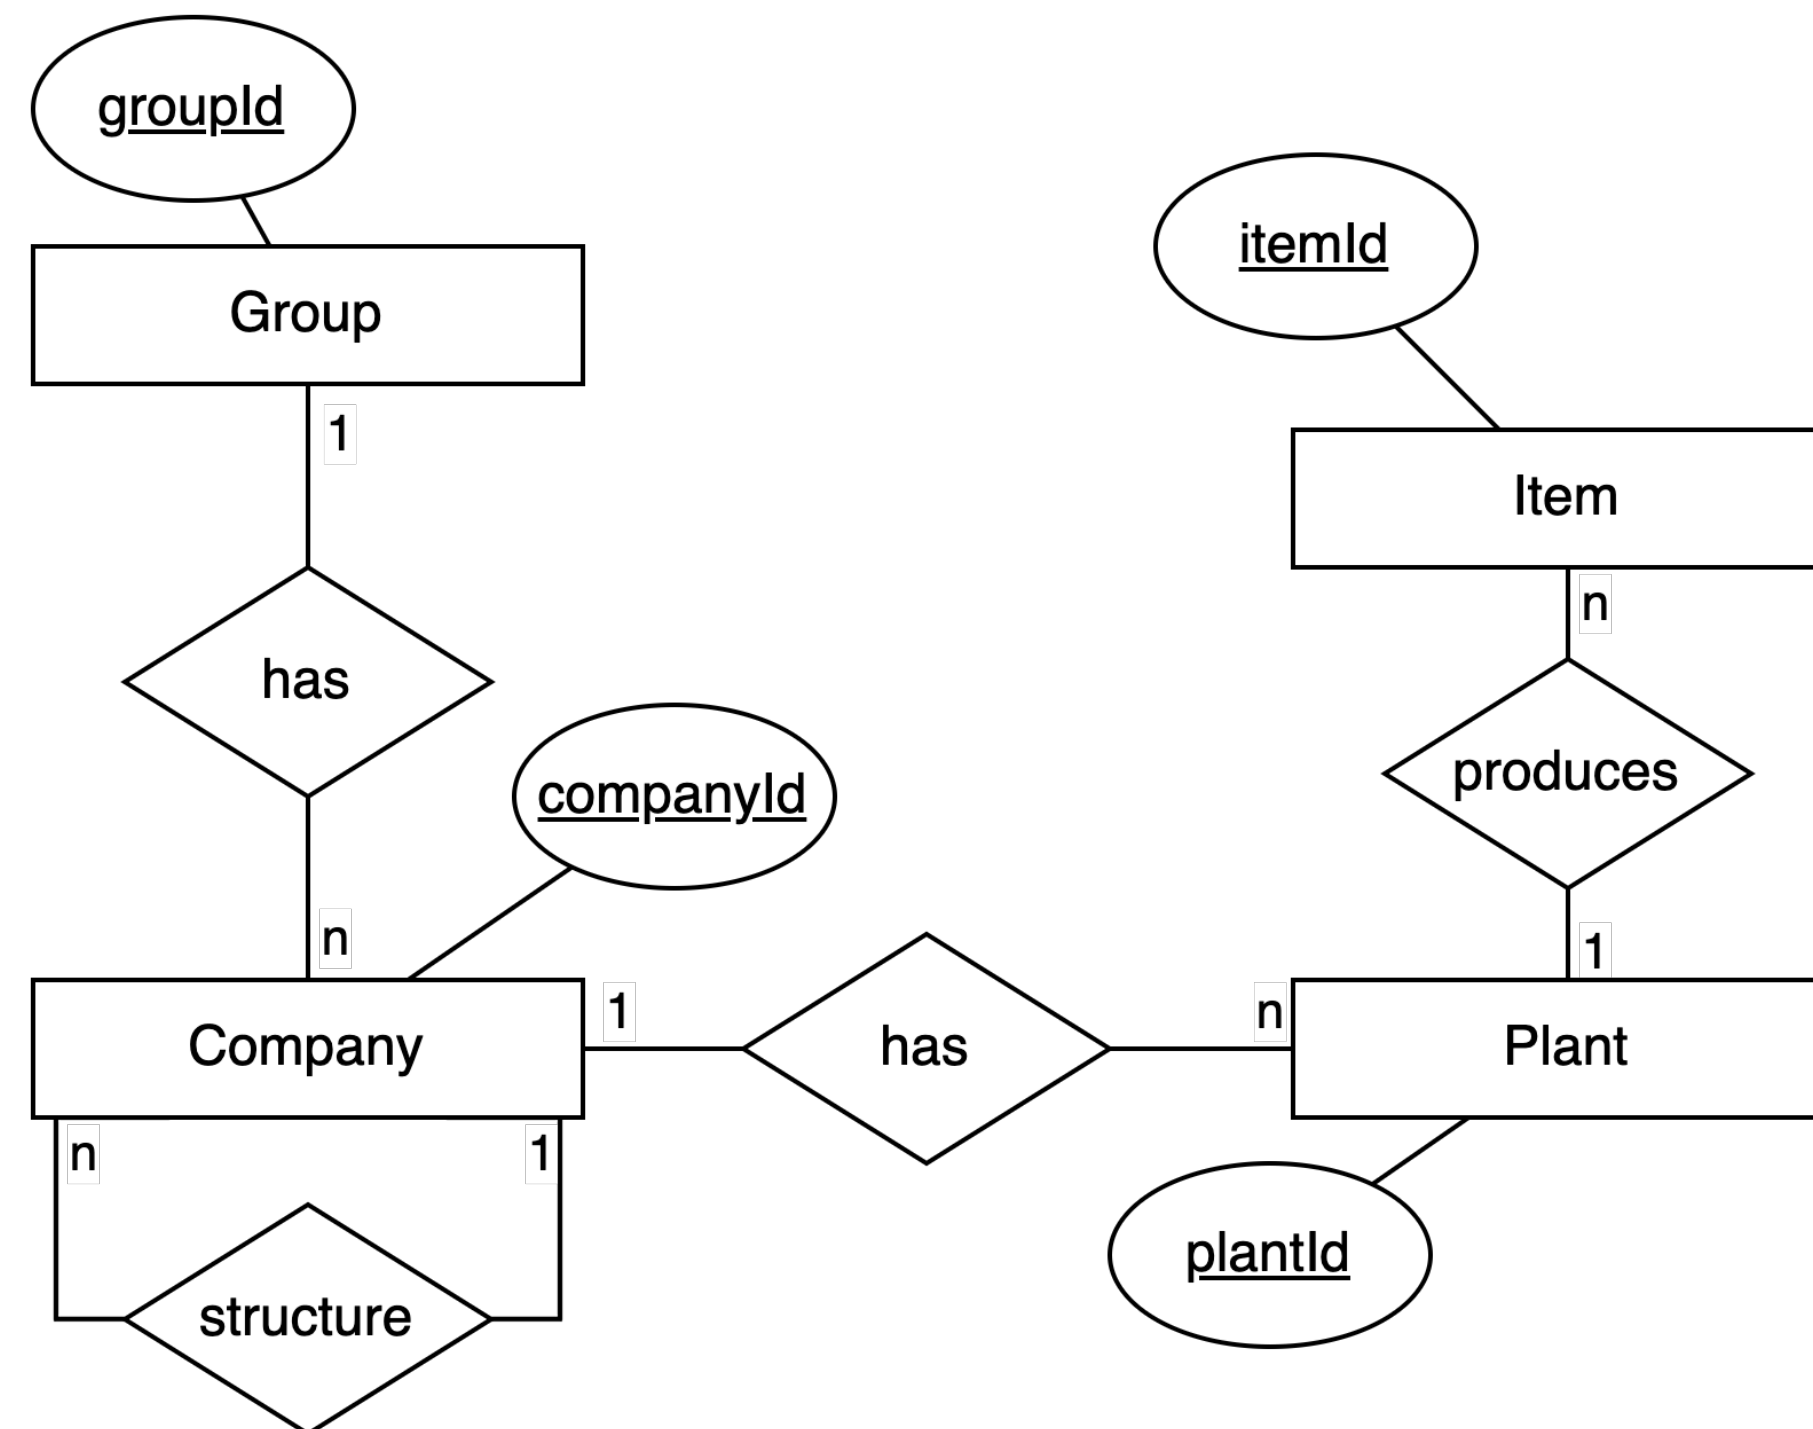 groupId
itemId
Group
1
Item
n
has
produces
companyId
n
1
Company
1
has
n
Plant
n
1
plantId
structure